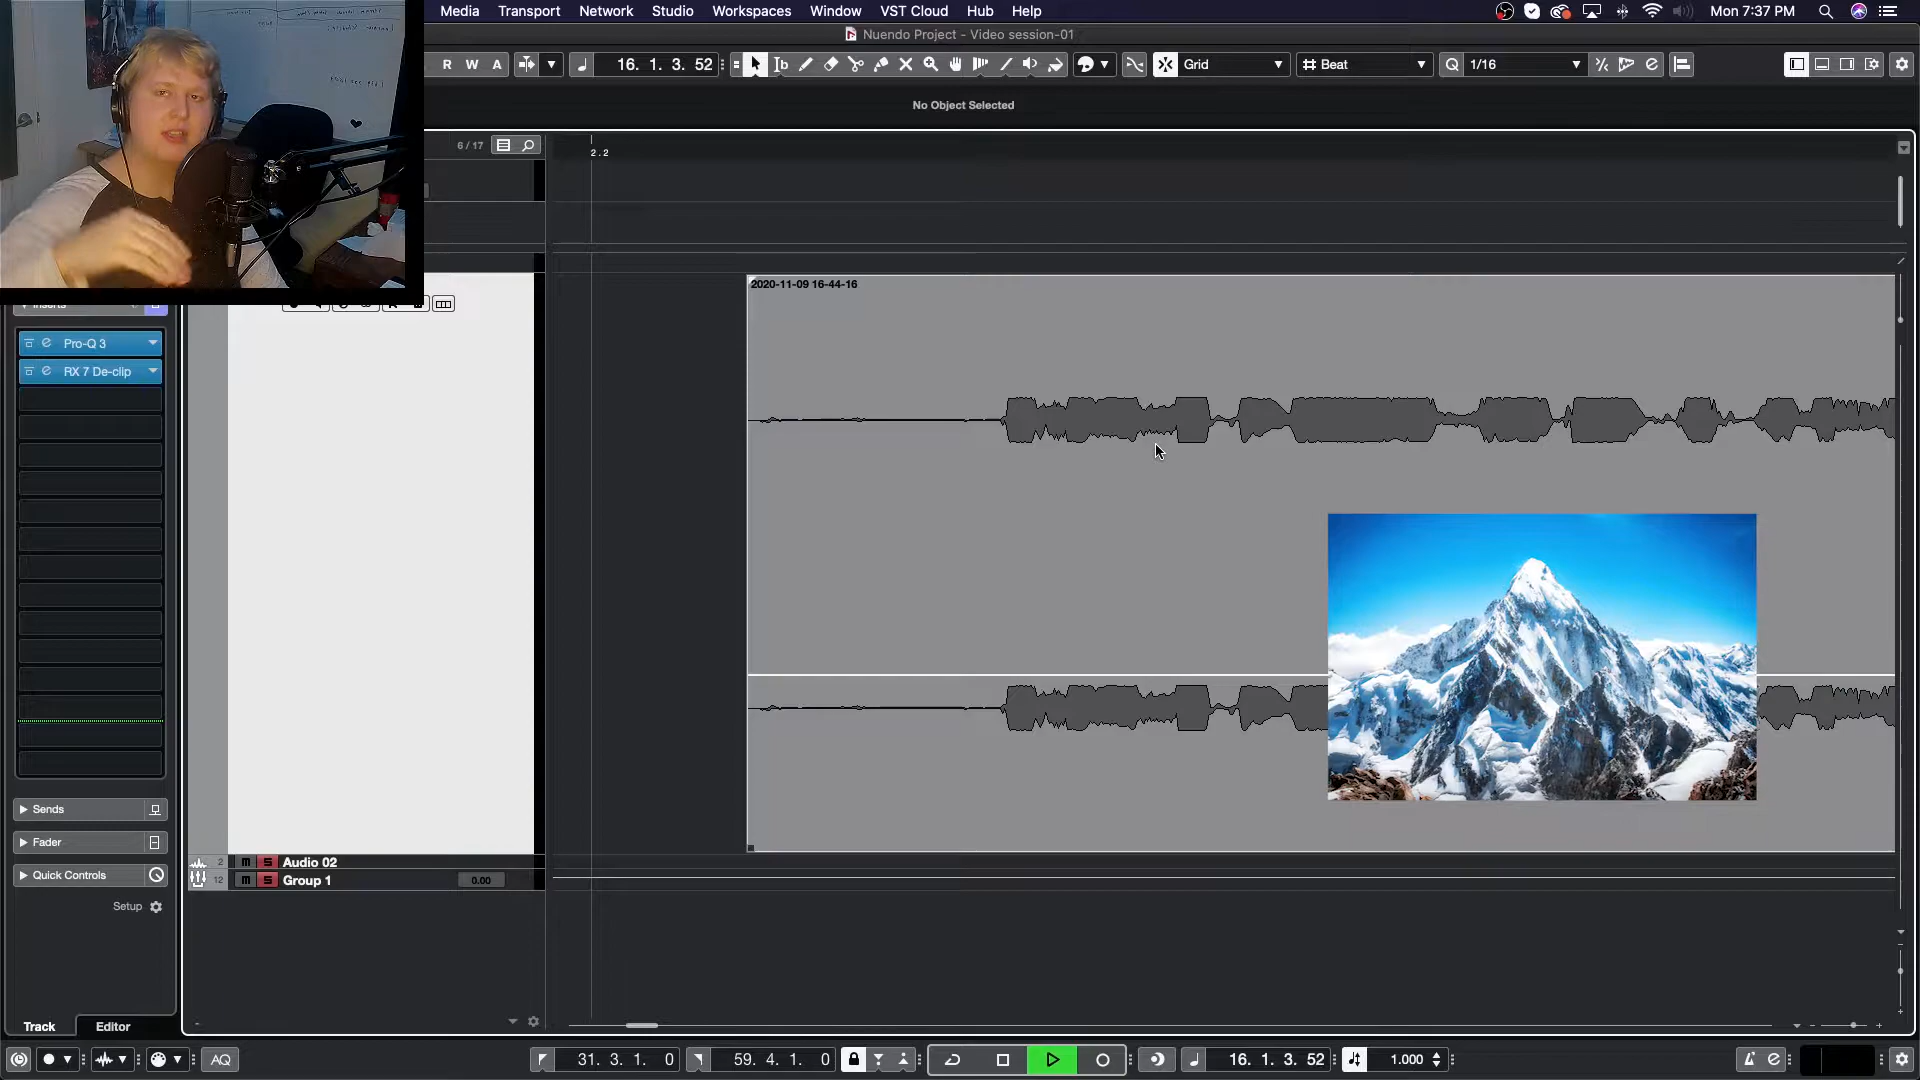 Media Transport Network Studio Workspaces Window VST Cloud Hub Help
Mon 7:37 PM
Nuendo Project - Video session-01
R W A
16. 1. 3. 52
Grid
Beat
Q 1/16
No Object Selected
6 / 17
2.2
2020-11-09 16-44-16
Inserts
Pro-Q 3
RX 7 De-clip
Sends
Fader
Quick Controls
Setup
2 m S Audio 02
12 m S Group 1 0.00
Track Editor
AQ
31. 3. 1. 0
59. 4. 1. 0
16. 1. 3. 52
1.000